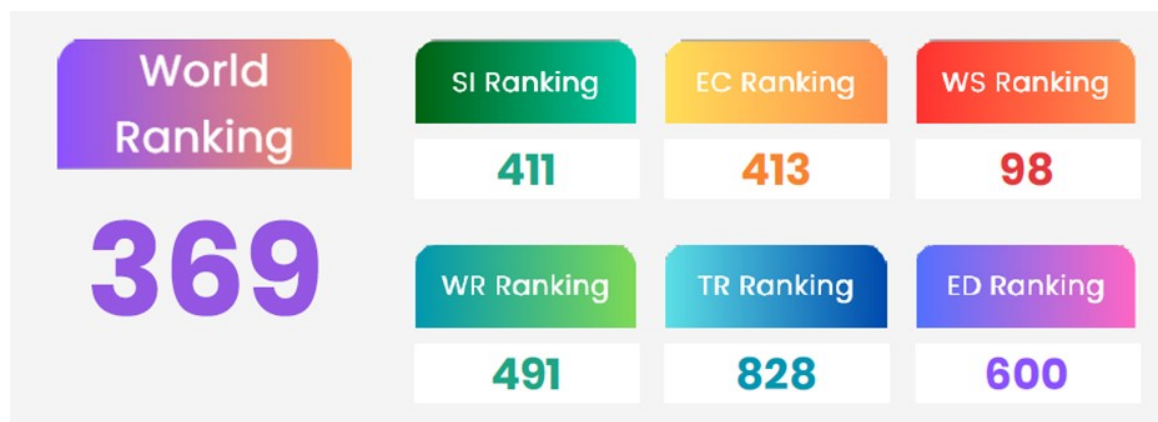 World
Ranking
369
SI Ranking
EC Ranking
WS Ranking
411
413
98
WR Ranking
TR Ranking
ED Ranking
491
828
600